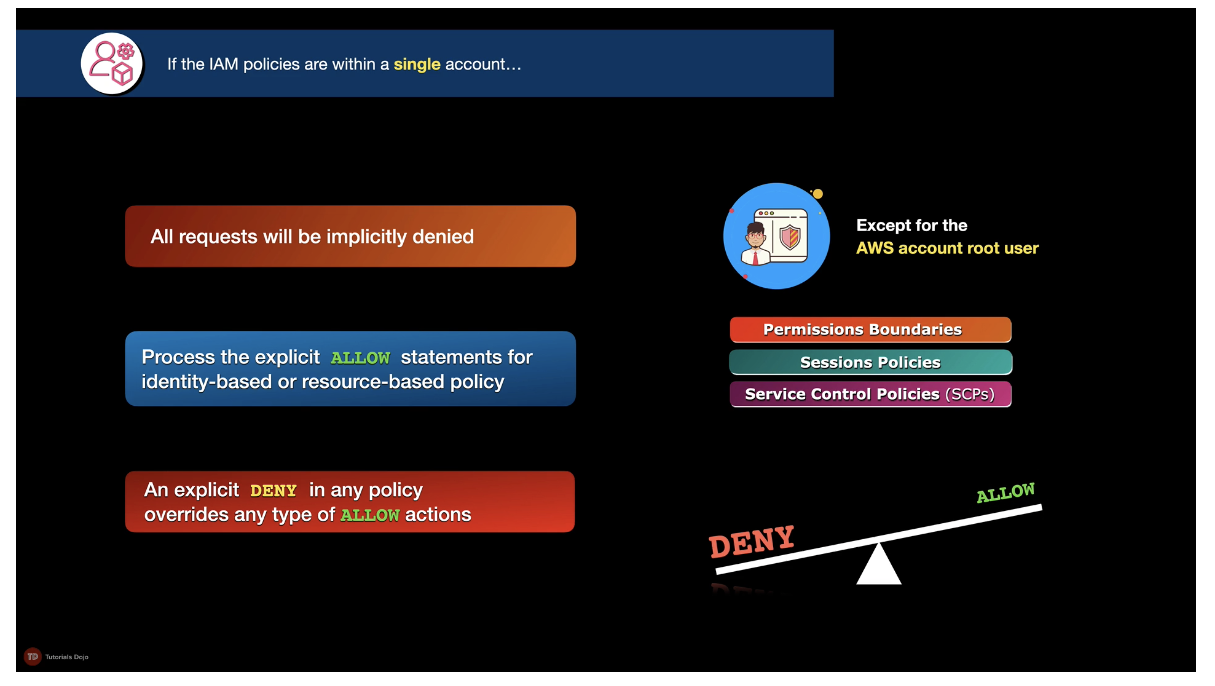 If the IAM policies are within a single account...
All requests will be implicitly denied
Except for the
AWS account root user
Process the explicit ALLOW statements for
identity-based or resource-based policy
Permissions Boundaries
Sessions Policies
Service Control Policies (SCPs)
An explicit DENY in any policy
overrides any type of ALLOW actions
DENY
ALLOW
TD Tutorials Dojo